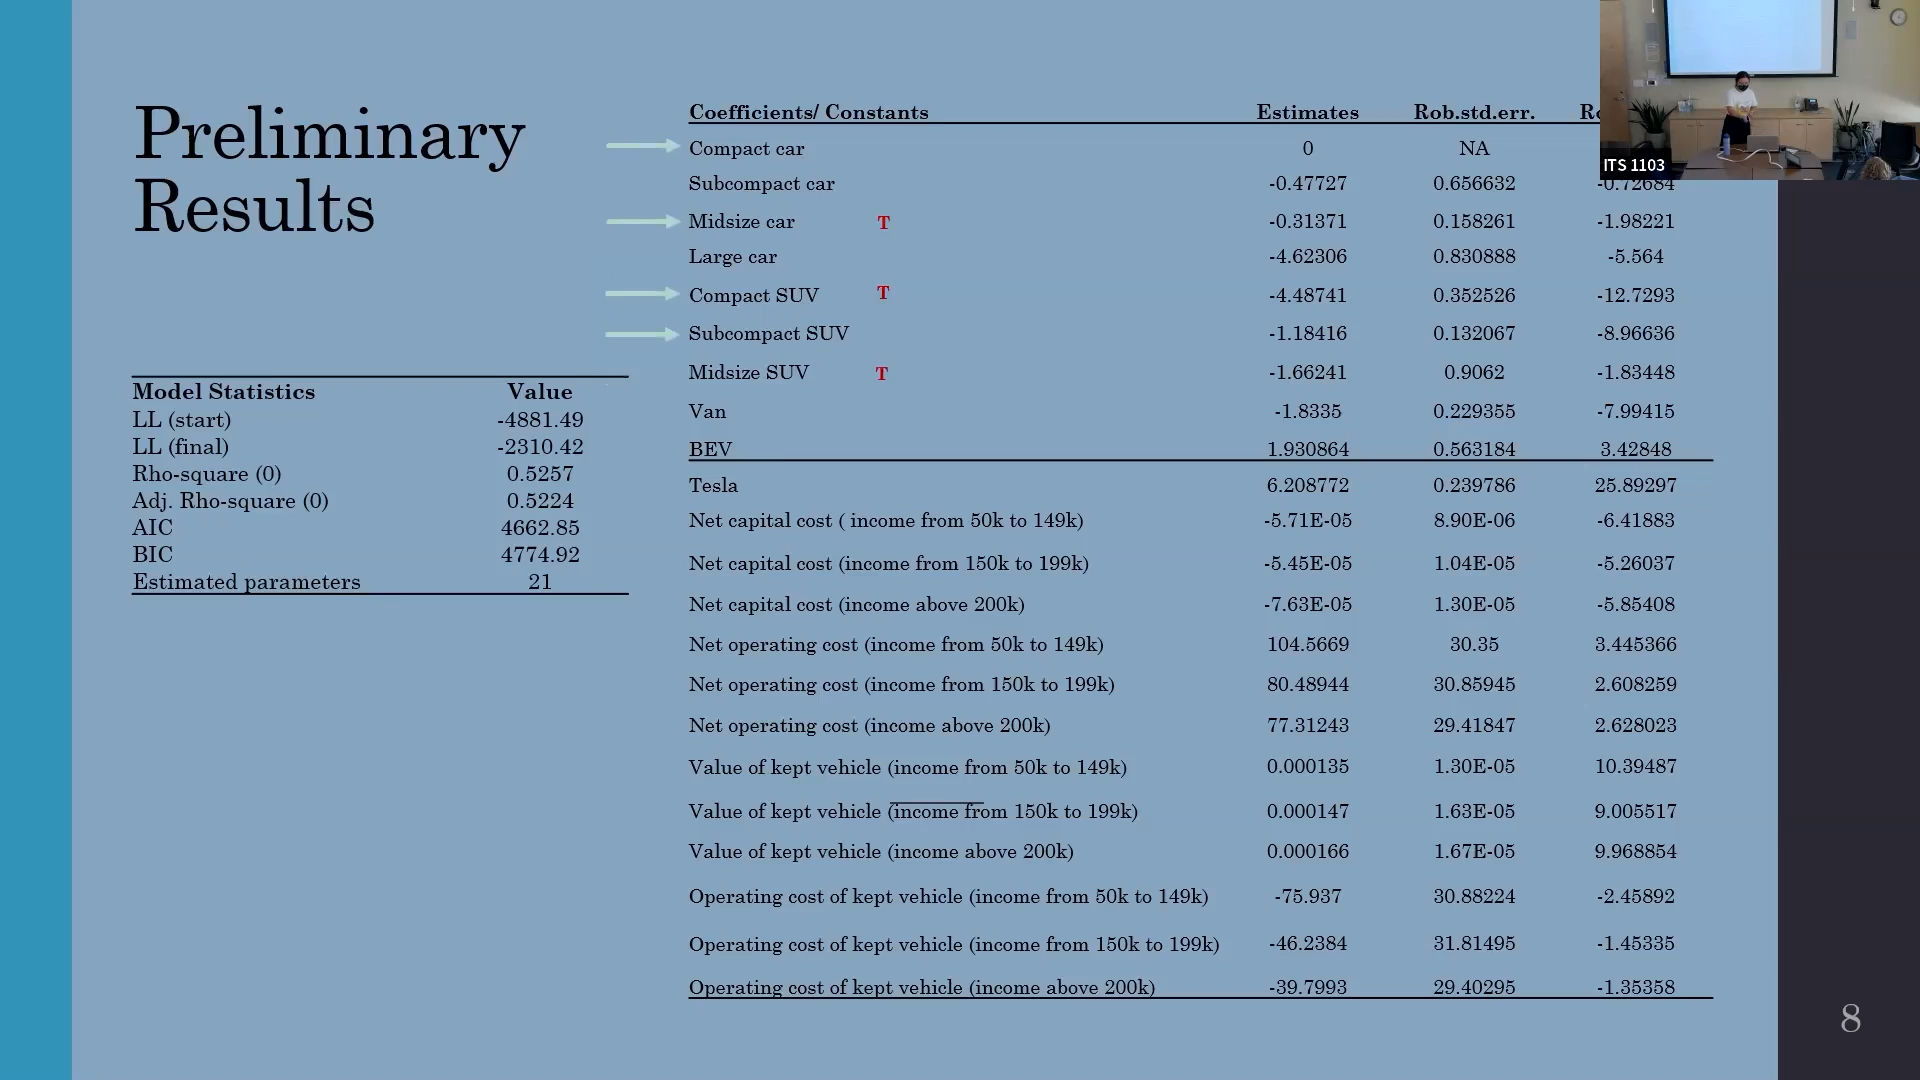 Preliminary
Results
Model Statistics Value
LL (start) -4881.49
LL (final) -2310.42
Rho-square (0) 0.5257
Adj. Rho-square (0) 0.5224
AIC 4662.85
BIC 4774.92
Estimated parameters 21
Coefficients/ Constants Estimates Rob.std.err. Ro
Compact car 0 NA
Subcompact car -0.47727 0.656632 -0.72684
Midsize car T -0.31371 0.158261 -1.98221
Large car -4.62306 0.830888 -5.564
Compact SUV T -4.48741 0.352526 -12.7293
Subcompact SUV -1.18416 0.132067 -8.96636
Midsize SUV T -1.66241 0.9062 -1.83448
Van -1.8335 0.229355 -7.99415
BEV 1.930864 0.563184 3.42848
Tesla 6.208772 0.239786 25.89297
Net capital cost ( income from 50k to 149k) -5.71E-05 8.90E-06 -6.41883
Net capital cost (income from 150k to 199k) -5.45E-05 1.04E-05 -5.26037
Net capital cost (income above 200k) -7.63E-05 1.30E-05 -5.85408
Net operating cost (income from 50k to 149k) 104.5669 30.35 3.445366
Net operating cost (income from 150k to 199k) 80.48944 30.85945 2.608259
Net operating cost (income above 200k) 77.31243 29.41847 2.628023
Value of kept vehicle (income from 50k to 149k) 0.000135 1.30E-05 10.39487
Value of kept vehicle (income from 150k to 199k) 0.000147 1.63E-05 9.005517
Value of kept vehicle (income above 200k) 0.000166 1.67E-05 9.968854
Operating cost of kept vehicle (income from 50k to 149k) -75.937 30.88224 -2.45892
Operating cost of kept vehicle (income from 150k to 199k) -46.2384 31.81495 -1.45335
Operating cost of kept vehicle (income above 200k) -39.7993 29.40295 -1.35358
ITS 1103
8